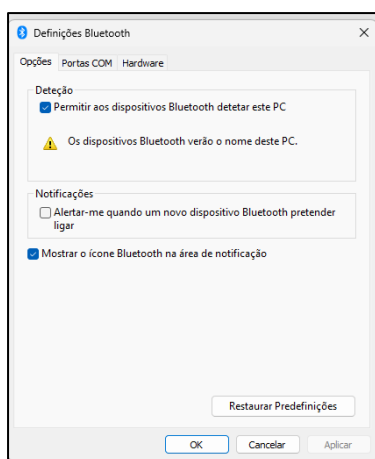 Definições Bluetooth
Opções Portas COM Hardware
Deteção
Permitir aos dispositivos Bluetooth detetar este PC
Os dispositivos Bluetooth verão o nome deste PC.
Notificações
Alertar-me quando um novo dispositivo Bluetooth pretender
ligar
Mostrar o ícone Bluetooth na área de notificação
Restaurar Predefinições
OK Cancelar Aplicar